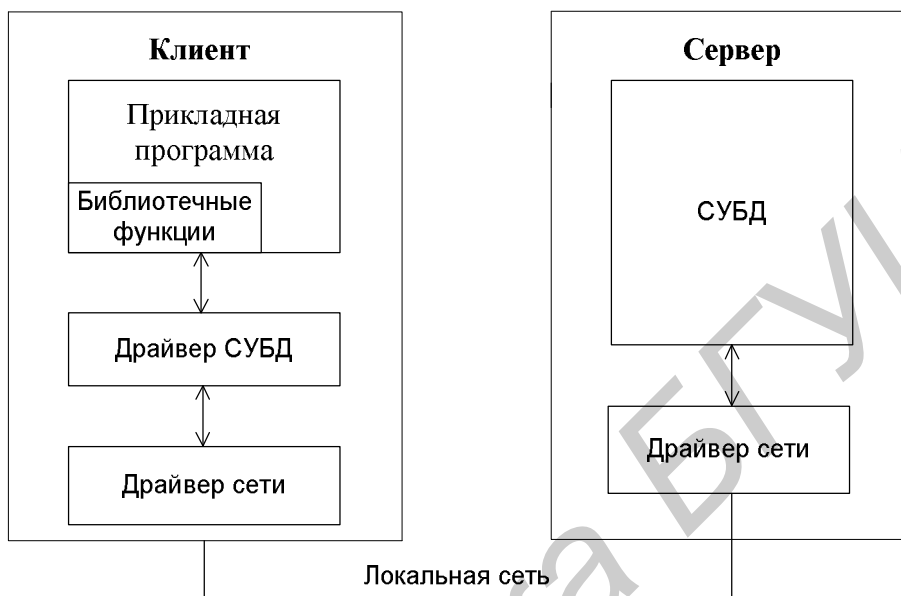 Клиент
Прикладная
программа
Библиотечные
функции
Драйвер СУБД
Драйвер сети
Сервер
СУБД
Драйвер сети
Локальная сеть